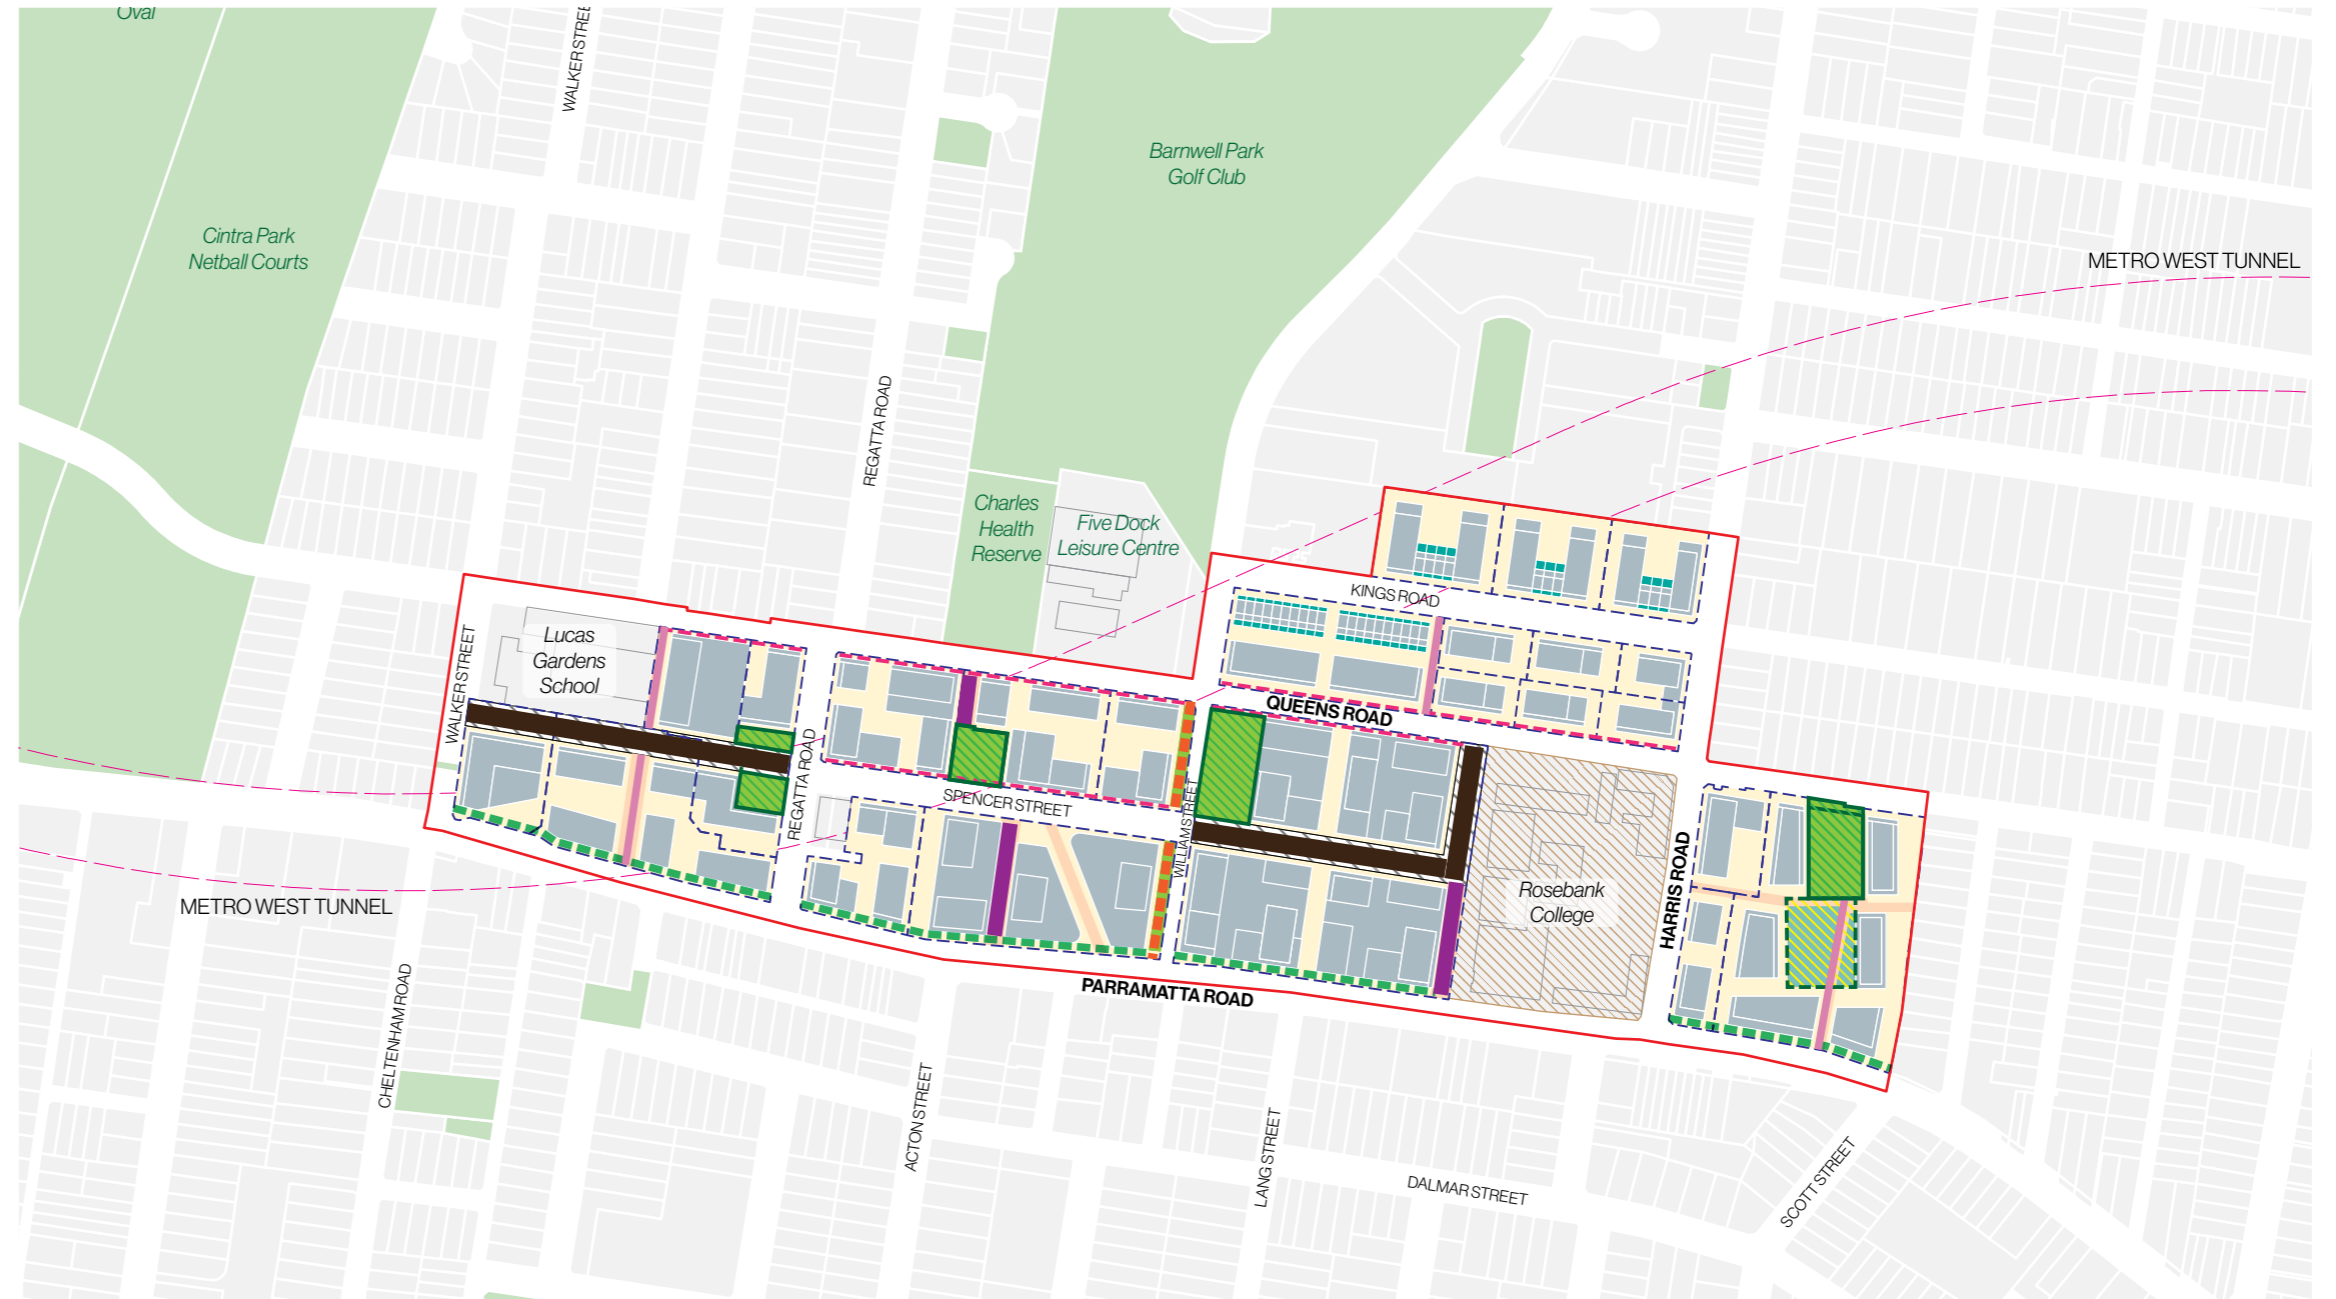 Oval
WALKER STREE
Barnwell Park
Golf Club
Cintra Park
Netball Courts
METRO WEST TUNNEL
REGATTA ROAD
Charles
Health
Reserve
Five Dock
Leisure Centre
KINGS ROAD
Lucas
Gardens
School
WALKER STREET
QUEENS ROAD
REGATTA ROAD
SPENCER STREET
WILLIAM STREET
HARRIS ROAD
Rosebank
College
METRO WEST TUNNEL
PARRAMATTA ROAD
CHELTENHAM ROAD
ACTON STREET
LANG STREET
DALMAR STREET
SCOTT STREET